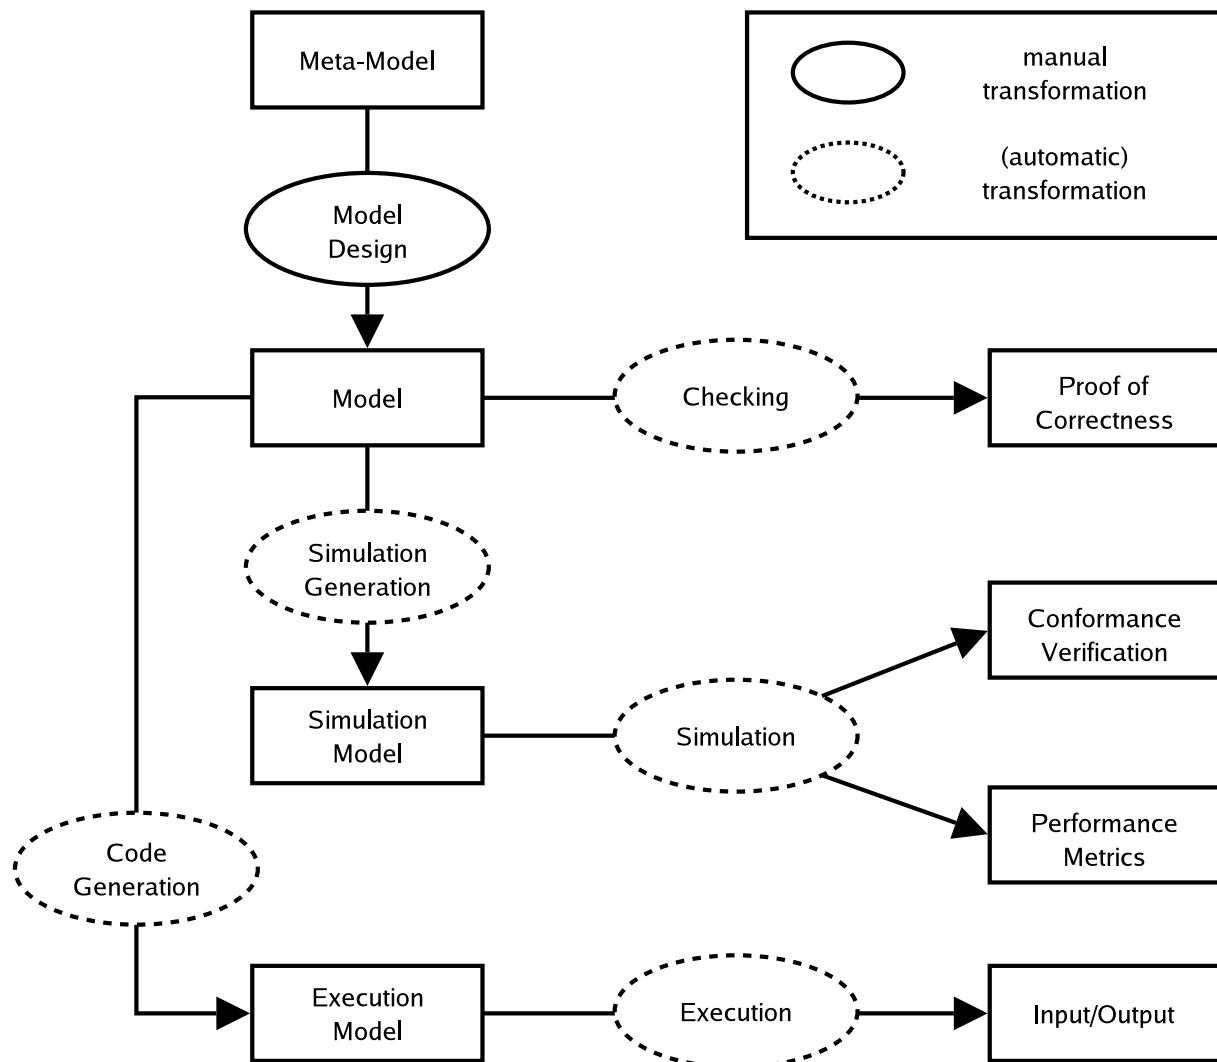 Meta-Model
manual
transformation
(automatic)
transformation
Model
Design
Model
Checking
Proof of
Correctness
Simulation
Generation
Conformance
Verification
Simulation
Model
Simulation
Performance
Metrics
Code
Generation
Execution
Model
Execution
Input/Output